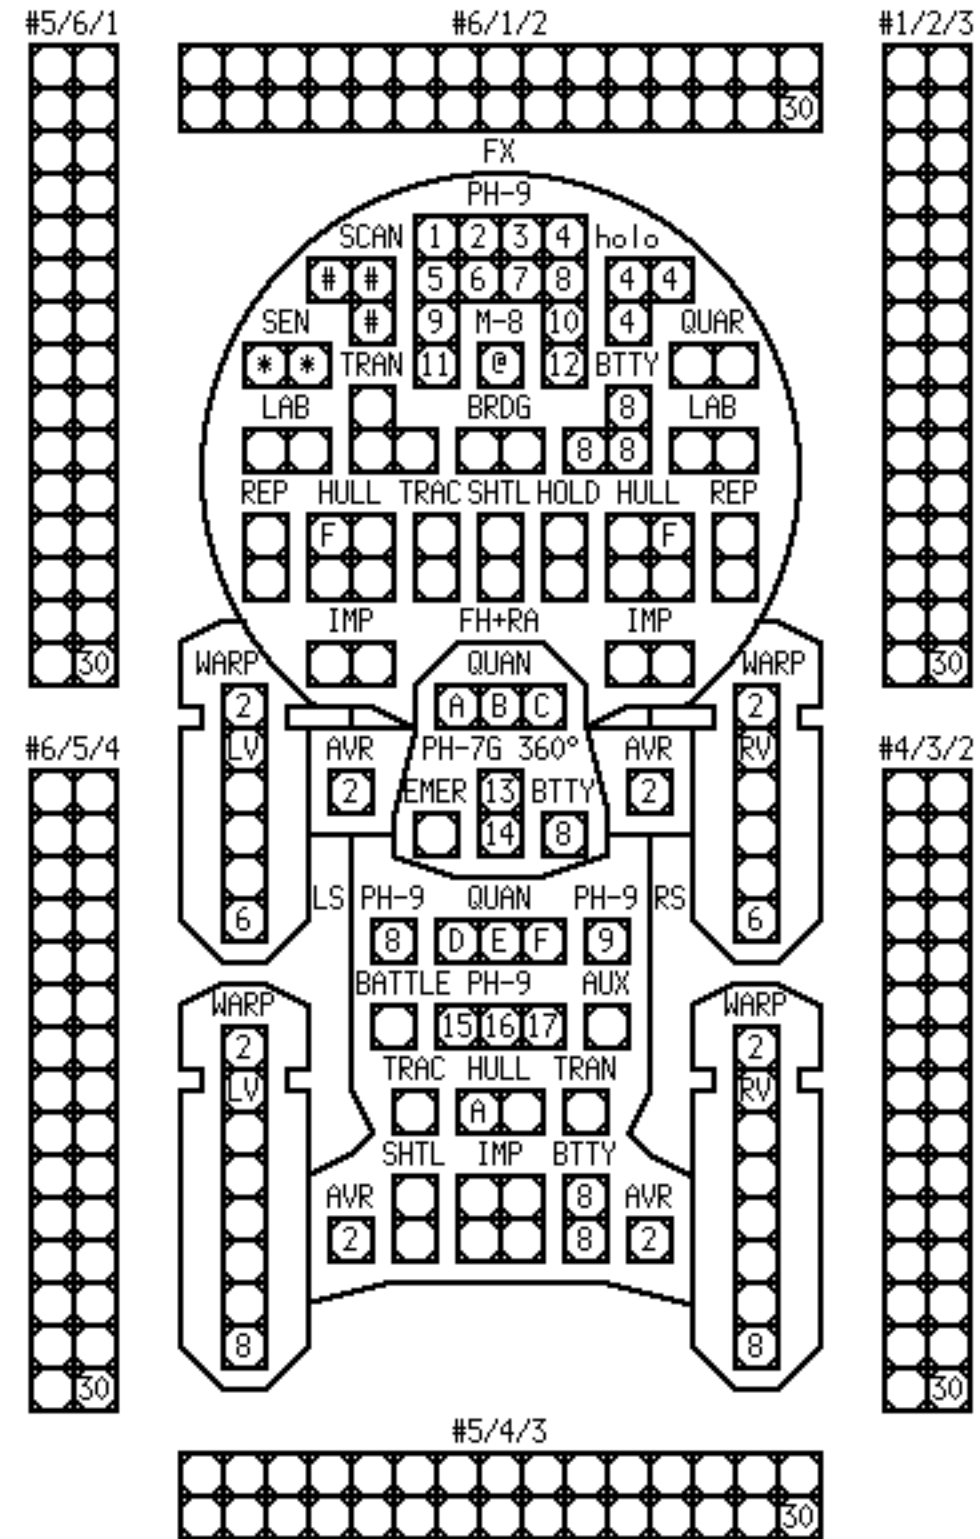 #5/6/1 #6/1/2 #1/2/3
30
FX
PH-9
SCAN 1 2 3 4 holo
# # 5 6 7 8 4 4
SEN # 9 M-8 10 4 QUAR
* * TRAN 11 @ 12 BTTY
LAB BRDG 8 LAB
8 8
REP HULL TRAC SHTL HOLD HULL REP
F F
IMP FH+RA IMP
30 WARP QUAN WARP 30
2 A B C 2
#6/5/4 LV AVR PH-7G 360° AVR RV #4/3/2
2 EMER 13 BTTY 2
14 8
LS PH-9 QUAN PH-9 RS
6 8 D E F 9 6
BATTLE PH-9 AUX
WARP 15 16 17 WARP
2 2
TRAC HULL TRAN
LV A RV
SHTL IMP BTTY
AVR 8 AVR
2 8 2
8 8
30 30
#5/4/3
30